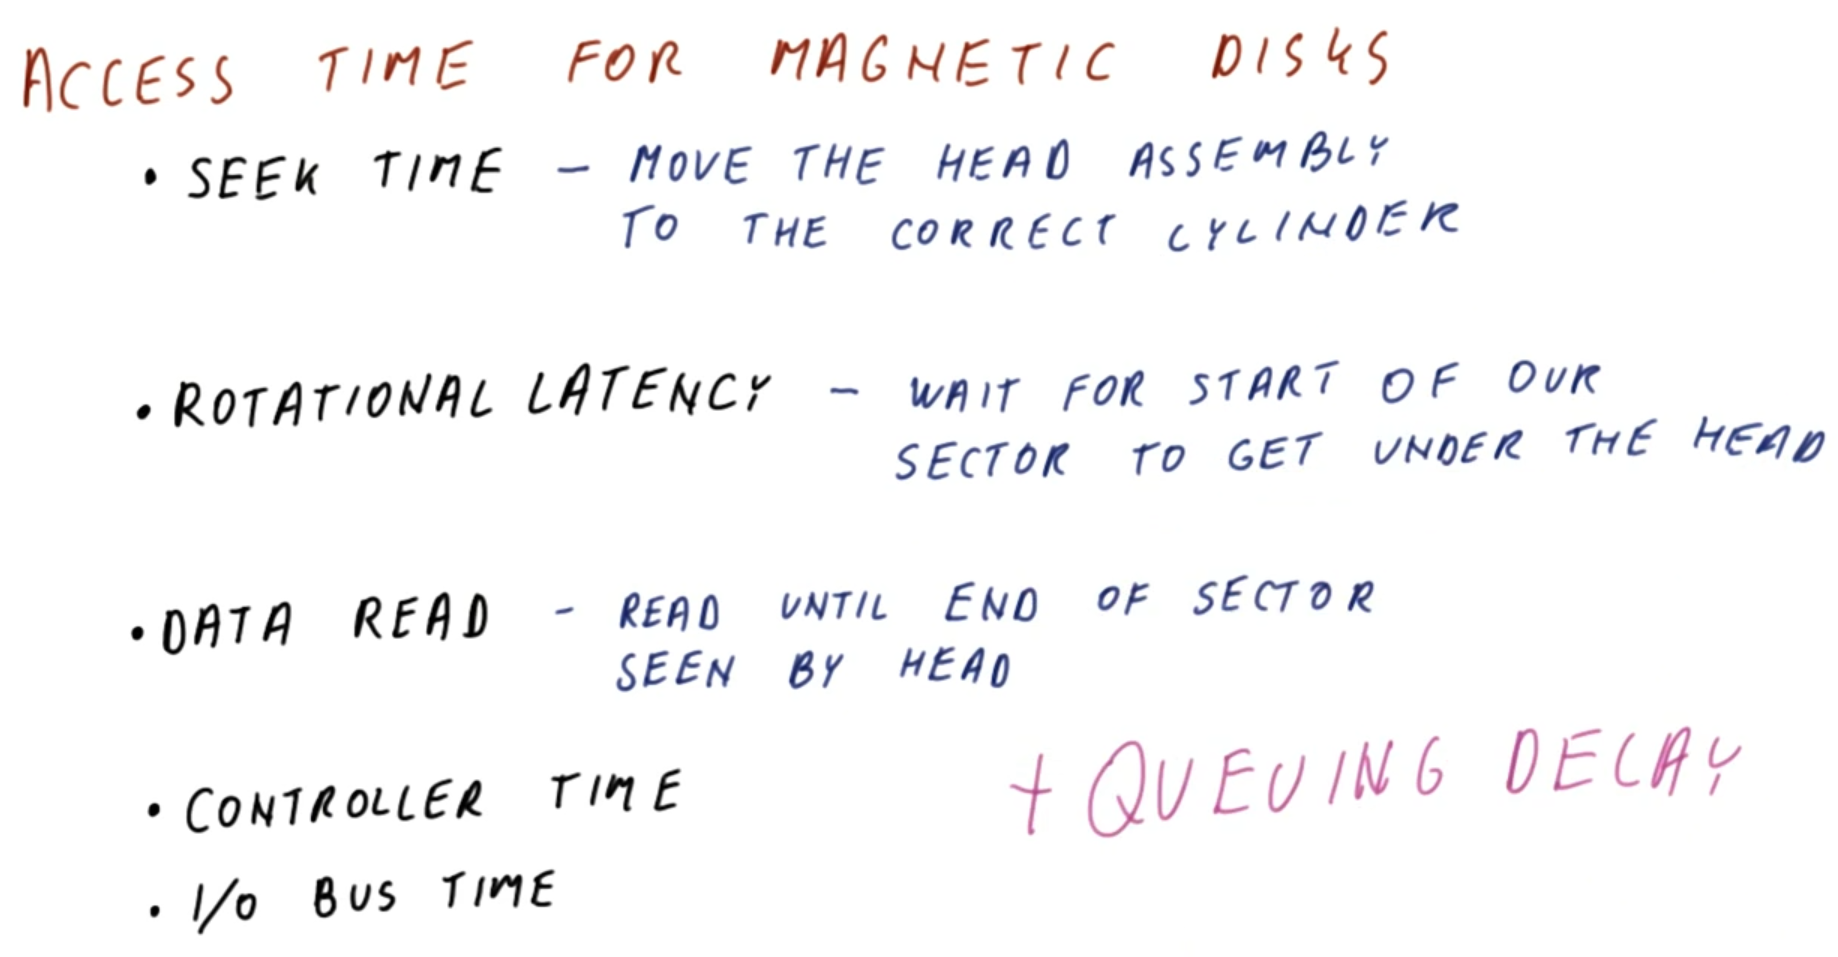 ACCESS TIME FOR MAGNETIC DISKS
• SEEK TIME – MOVE THE HEAD ASSEMBLY
TO THE CORRECT CYLINDER
• ROTATIONAL LATENCY – WAIT FOR START OF OUR
SECTOR TO GET UNDER THE HEAD
• DATA READ - READ UNTIL END OF SECTOR
SEEN BY HEAD
• CONTROLLER TIME
+ QUEUING DELAY
• I/O BUS TIME